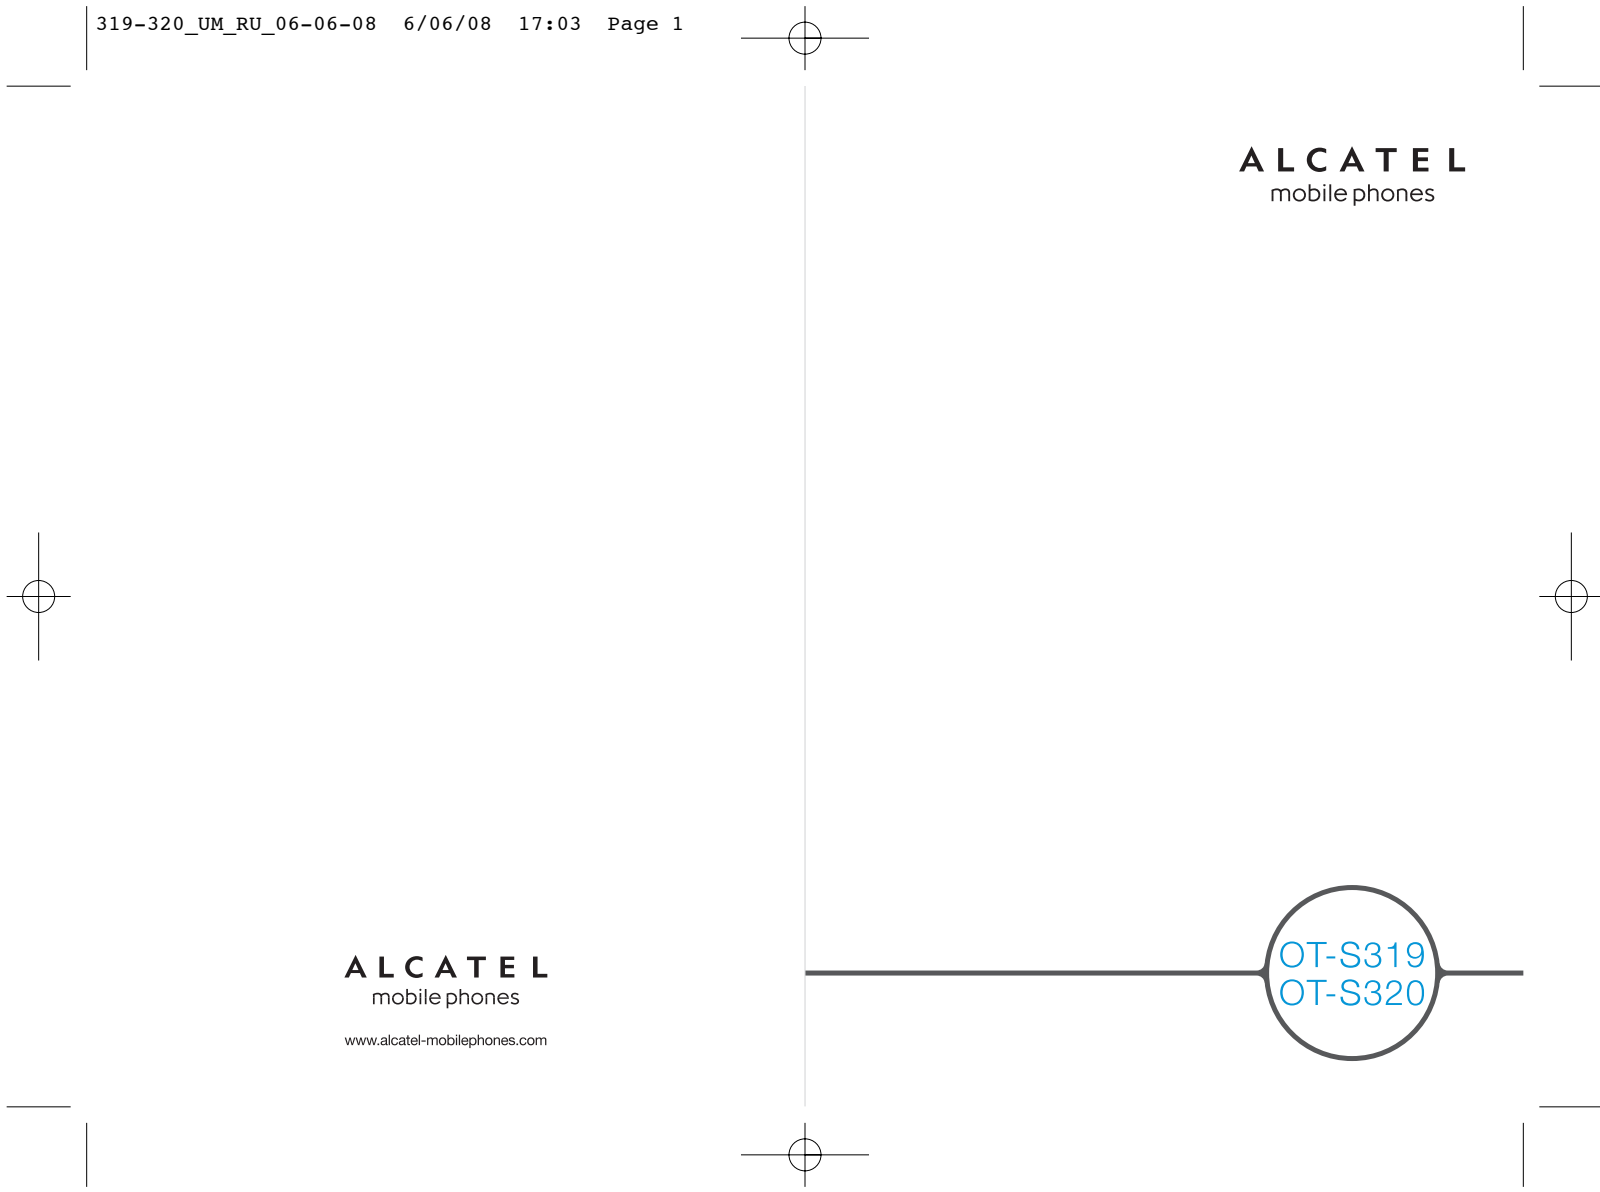 319-320_UM_RU_06-06-08 6/06/08 17:03 Page 1
ALCATEL
mobile phones
www.alcatel-mobilephones.com
ALCATEL
mobile phones
OT-S319
OT-S320